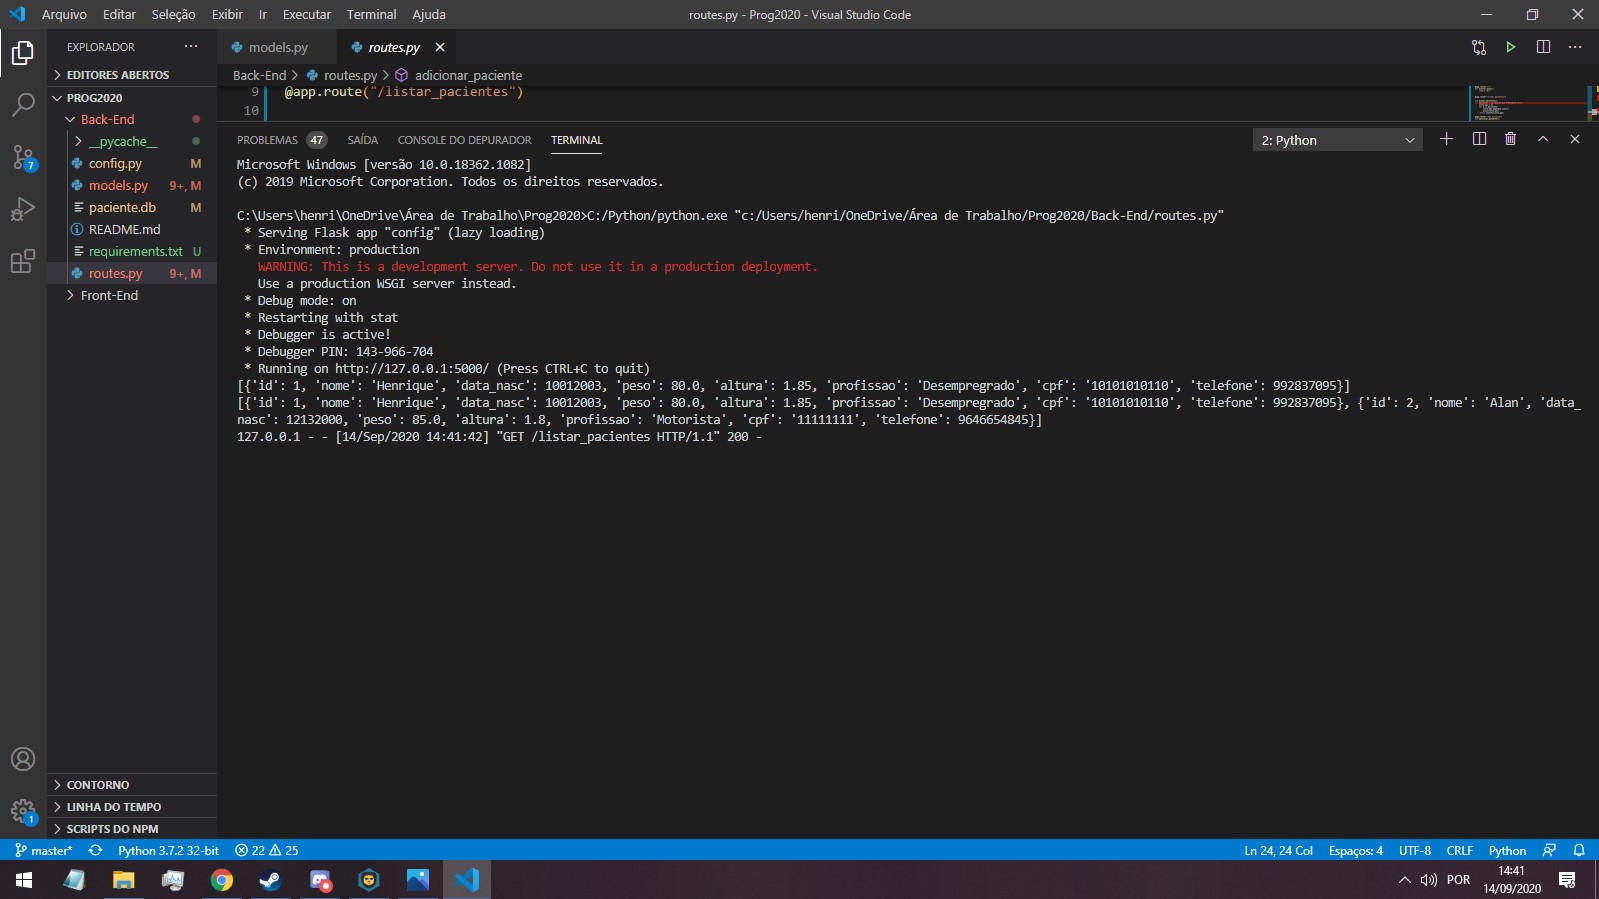 Arquivo Editar Seleção Exibir Ir Executar Terminal Ajuda
routes.py - Prog2020 - Visual Studio Code
EXPLORADOR ...
models.py
routes.py
EDITORES ABERTOS
Back-End > routes.py > adicionar_paciente
PROG2020
9 @app.route("/listar_pacientes")
10
Back-End
__pycache__
config.py M
models.py 9+, M
paciente.db M
README.md
requirements.txt U
routes.py 9+, M
Front-End
7
PROBLEMAS 47 SAÍDA CONSOLE DO DEPURADOR TERMINAL
2: Python
Microsoft Windows [versão 10.0.18362.1082]
(c) 2019 Microsoft Corporation. Todos os direitos reservados.
C:\Users\henri\OneDrive\Área de Trabalho\Prog2020>C:/Python/python.exe "c:/Users/henri/OneDrive/Área de Trabalho/Prog2020/Back-End/routes.py"
* Serving Flask app "config" (lazy loading)
* Environment: production
WARNING: This is a development server. Do not use it in a production deployment.
Use a production WSGI server instead.
* Debug mode: on
* Restarting with stat
* Debugger is active!
* Debugger PIN: 143-966-704
* Running on http://127.0.0.1:5000/ (Press CTRL+C to quit)
[{'id': 1, 'nome': 'Henrique', 'data_nasc': 10012003, 'peso': 80.0, 'altura': 1.85, 'profissao': 'Desempregrado', 'cpf': '10101010110', 'telefone': 992837095}]
[{'id': 1, 'nome': 'Henrique', 'data_nasc': 10012003, 'peso': 80.0, 'altura': 1.85, 'profissao': 'Desempregrado', 'cpf': '10101010110', 'telefone': 992837095}, {'id': 2, 'nome': 'Alan', 'data_
nasc': 12132000, 'peso': 85.0, 'altura': 1.8, 'profissao': 'Motorista', 'cpf': '11111111', 'telefone': 9646654845}]
127.0.0.1 - - [14/Sep/2020 14:41:42] "GET /listar_pacientes HTTP/1.1" 200 -
CONTORNO
LINHA DO TEMPO
SCRIPTS DO NPM
1
master* Python 3.7.2 32-bit 22 25
Ln 24, 24 Col Espaços: 4 UTF-8 CRLF Python
POR
14:41
14/09/2020